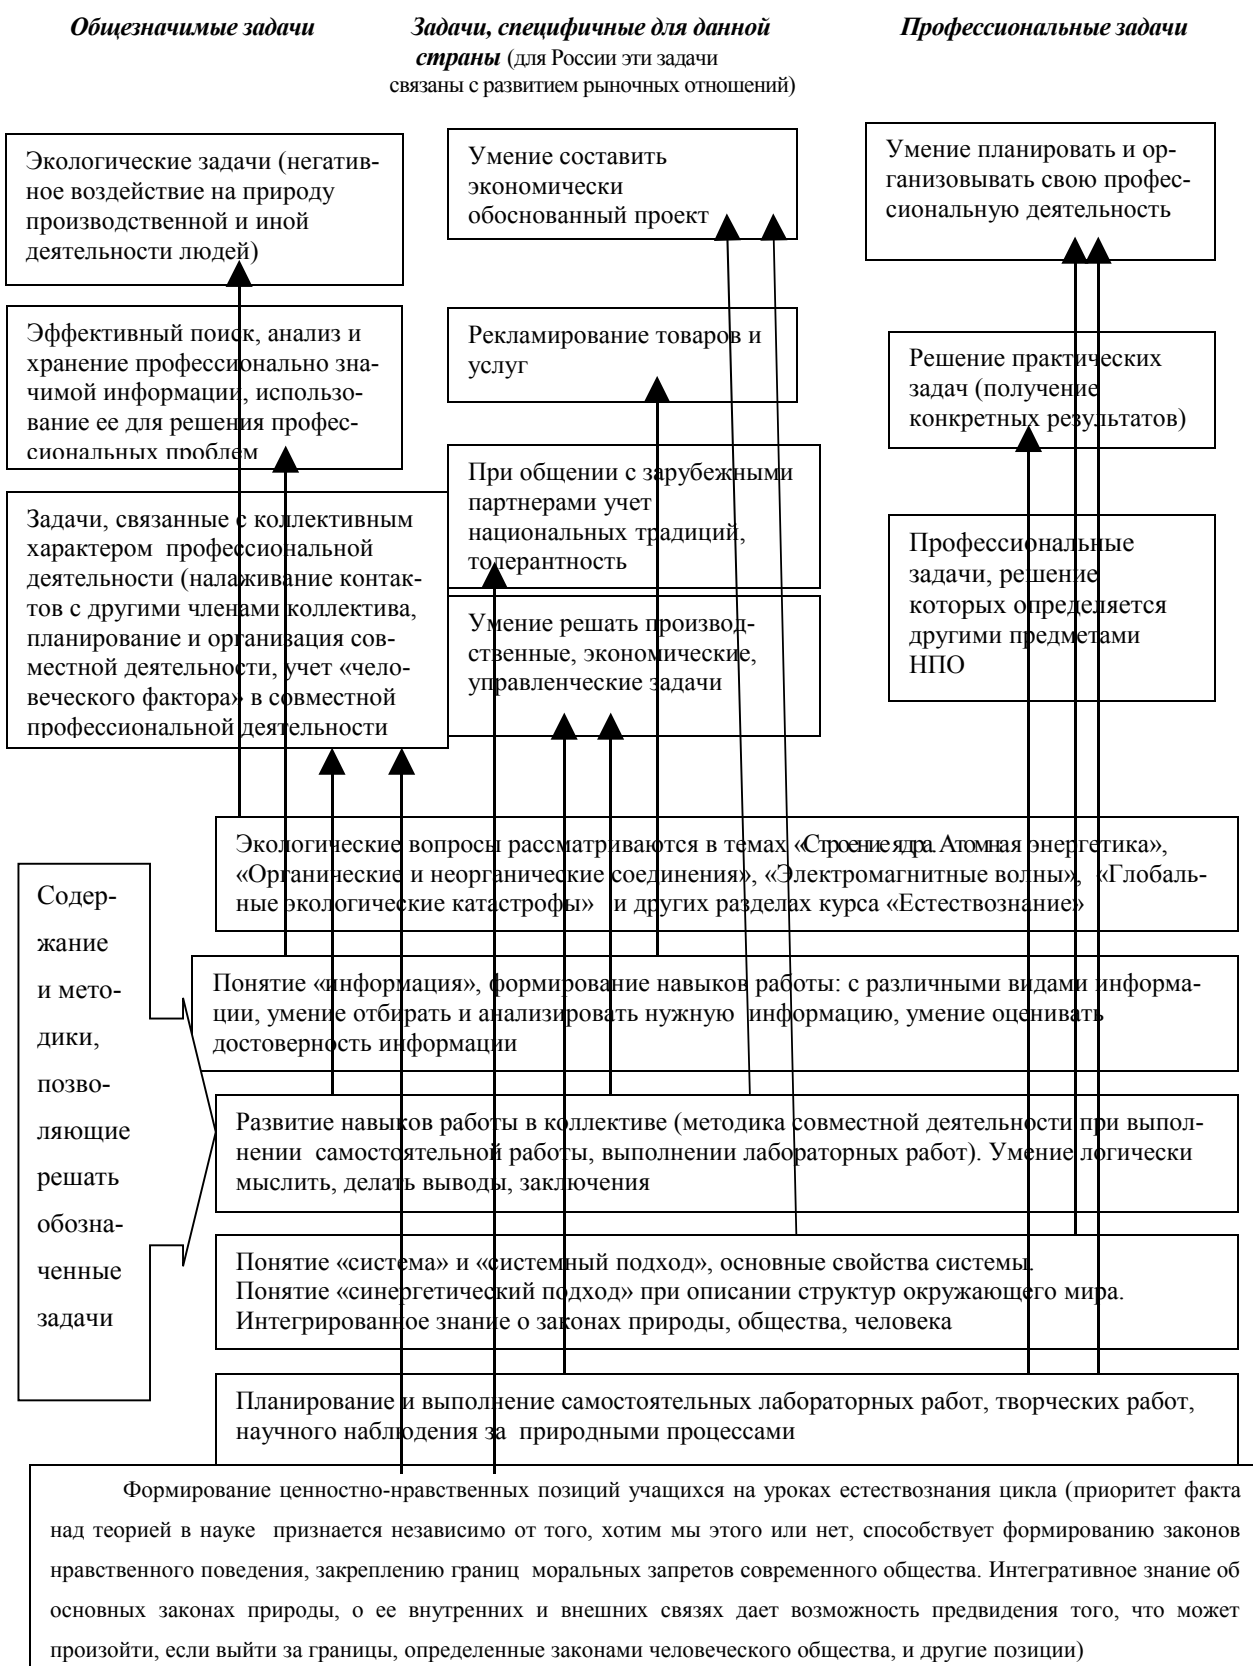 Общезначимые задачи
Задачи, специфичные для данной
страны (для России эти задачи
связаны с развитием рыночных отношений)
Профессиональные задачи
Экологические задачи (негатив-
ное воздействие на природу
производственной и иной
деятельности людей)
Эффективный поиск, анализ и
хранение профессионально зна-
чимой информации, использо-
вание ее для решения профес-
сиональных проблем
Задачи, связанные с коллективным
характером профессиональной
деятельности (налаживание контак-
тов с другими членами коллектива,
планирование и организация сов-
местной деятельности, учет «чело-
веческого фактора» в совместной
профессиональной деятельности
Умение составить
экономически
обоснованный проект
Рекламирование товаров и
услуг
При общении с зарубежными
партнерами учет
национальных традиций,
толерантность
Умение решать производ-
ственные, экономические,
управленческие задачи
Умение планировать и ор-
ганизовывать свою профес-
сиональную деятельность
Решение практических
задач (получение
конкретных результатов)
Профессиональные
задачи, решение
которых определяется
другими предметами
НПО
Содер-
жание
и мето-
дики,
позво-
ляющие
решать
обозна-
ченные
задачи
Экологические вопросы рассматриваются в темах «Строение ядра. Атомная энергетика»,
«Органические и неорганические соединения», «Электромагнитные волны», «Глобаль-
ные экологические катастрофы» и других разделах курса «Естествознание»
Понятие «информация», формирование навыков работы: с различными видами информа-
ции, умение отбирать и анализировать нужную информацию, умение оценивать
достоверность информации
Развитие навыков работы в коллективе (методика совместной деятельности при выпол-
нении самостоятельной работы, выполнении лабораторных работ). Умение логически
мыслить, делать выводы, заключения
Понятие «система» и «системный подход», основные свойства системы.
Понятие «синергетический подход» при описании структур окружающего мира.
Интегрированное знание о законах природы, общества, человека
Планирование и выполнение самостоятельных лабораторных работ, творческих работ,
научного наблюдения за природными процессами
Формирование ценностно-нравственных позиций учащихся на уроках естествознания цикла (приоритет факта
над теорией в науке признается независимо от того, хотим мы этого или нет, способствует формированию законов
нравственного поведения, закреплению границ моральных запретов современного общества. Интегративное знание об
основных законах природы, о ее внутренних и внешних связях дает возможность предвидения того, что может
произойти, если выйти за границы, определенные законами человеческого общества, и другие позиции)